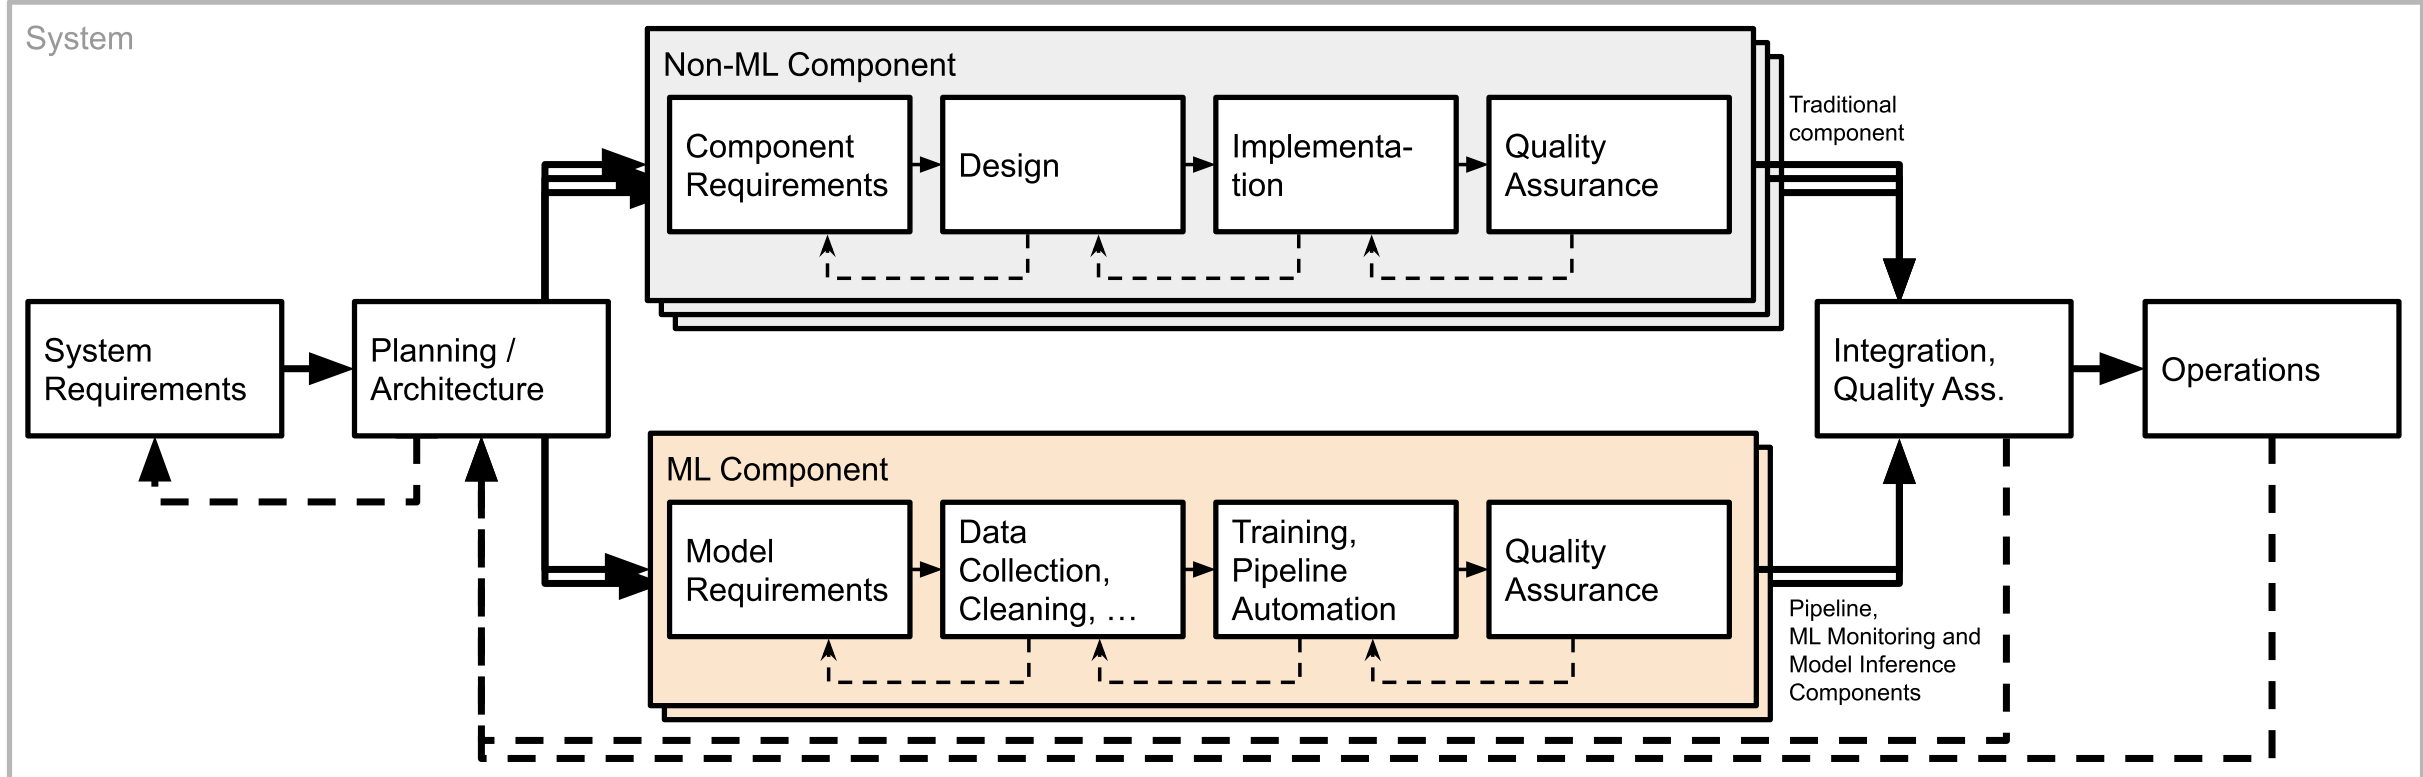 System
Non-ML Component
Component
Requirements
Design
Implementa-
tion
Quality
Assurance
Traditional
component
System
Requirements
Planning /
Architecture
Integration,
Quality Ass.
Operations
ML Component
Model
Requirements
Data
Collection,
Cleaning, …
Training,
Pipeline
Automation
Quality
Assurance
Pipeline,
ML Monitoring and
Model Inference
Components